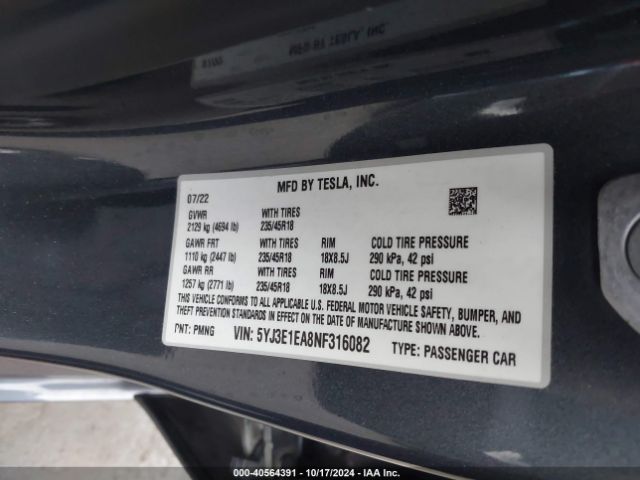 MFD BY TESLA, INC.
07/22
GVWR WITH TIRES
2129 kg (4694 lb) 235/45R18
GAWR FRT WITH TIRES RIM COLD TIRE PRESSURE
1110 kg (2447 lb) 235/45R18 18X8.5J 290 kPa, 42 psi
GAWR RR WITH TIRES RIM COLD TIRE PRESSURE
1257 kg (2771 lb) 235/45R18 18X8.5J 290 kPa, 42 psi
THIS VEHICLE CONFORMS TO ALL APPLICABLE U.S. FEDERAL MOTOR VEHICLE SAFETY, BUMPER, AND
THEFT PREVENTION STANDARDS IN EFFECT ON THE DATE OF MANUFACTURE SHOWN ABOVE.
PNT: PMNG VIN: 5YJ3E1EA8NF316082 TYPE: PASSENGER CAR
000-40564391 - 10/17/2024 - IAA Inc.